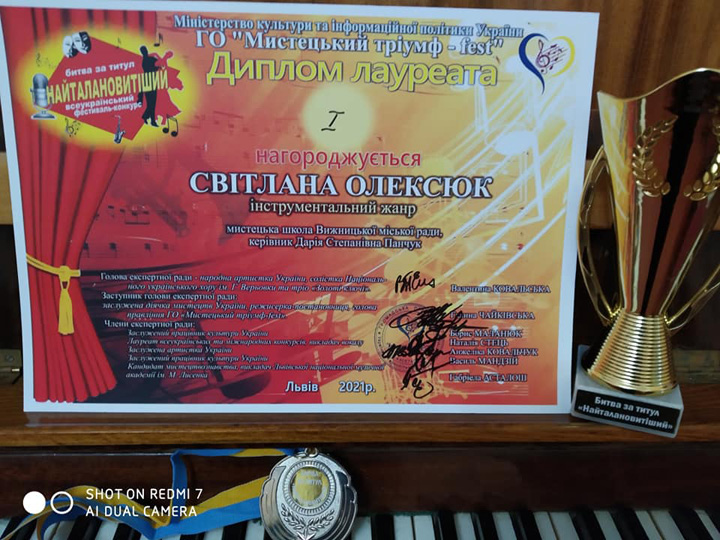 Міністерство культури та інформаційної політики України
ГО "Мистецький тріумф - fest"
Диплом лауреата
битва за титул
НАЙТАЛАНОВИТІШИЙ
всеукраїнський
фестиваль-конкурс
I
нагороджується
СВІТЛАНА ОЛЕКСЮК
інструментальний жанр
мистецька школа Вижницької міської ради,
керівник Дарія Степанівна Панчук
Голова експертної ради - народна артистка України, солістка Національ-
ного українського хору ім. Г. Верьовки та тріо «Золоті ключі»
Валентина КОВАЛЬСЬКА
Заступник голови експертної ради:
заслужена діячка мистецтв України, режисерка-постановниця, голова
правління ГО «Мистецький тріумф-fest»
ЧАЙКІВСЬКА
Члени експертної ради:
Заслужений працівник культури України
Борис МАЛАНЮК
Лауреат всеукраїнських та міжнародних конкурсів, викладач вокалу
Наталія СТЕЦЬ
Заслужена артистка України
Анжеліка КОВАЛЬЧУК
Заслужений працівник культури України
Василь МАНДЗІЙ
Кандидат мистецтвознавства, викладач Львівської національної музичної
академії ім. М. Лисенка
Габріела АСТАЛОШ
Львів 2021р.
Битва за титул
«Найталановитіший»
SHOT ON REDMI 7
AI DUAL CAMERA